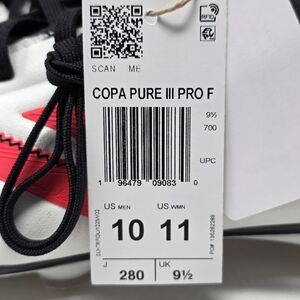 RFID
SCAN ME
COPA PURE III PRO F
9½
700
UPC
1 96479 09083 0
US MEN
10
US WMN
11
J
280
UK
9½